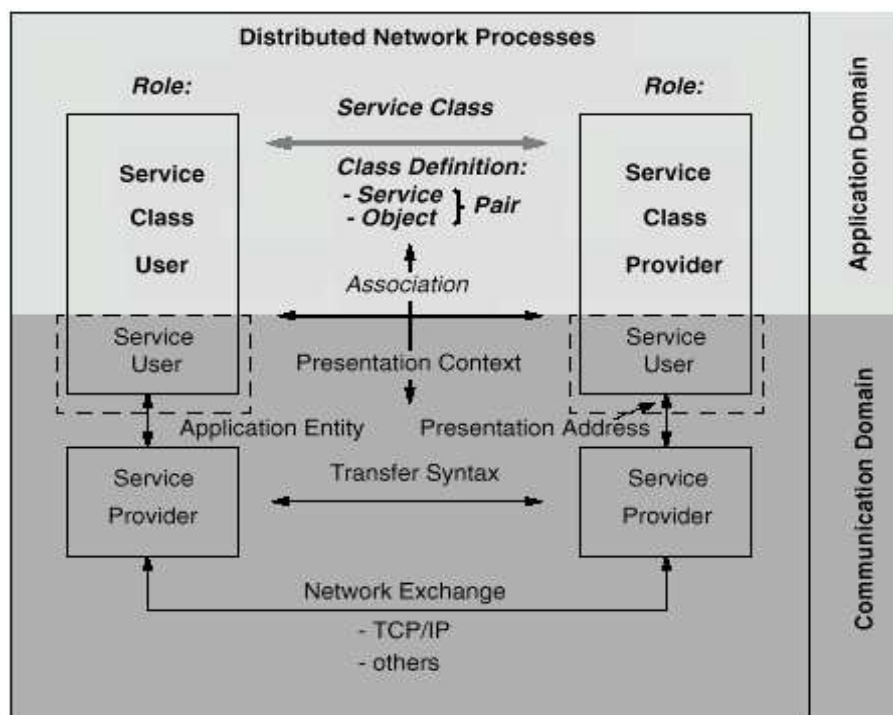 Distributed Network Processes
Role:
Service
Class
User
Service Class
Class Definition:
- Service
- Object
Pair
Role:
Service
Class
Provider
Association
Service
User
Presentation Context
Service
User
Application Entity
Presentation Address
Service
Provider
Transfer Syntax
Service
Provider
Network Exchange
- TCP/IP
- others
Application Domain
Communication Domain